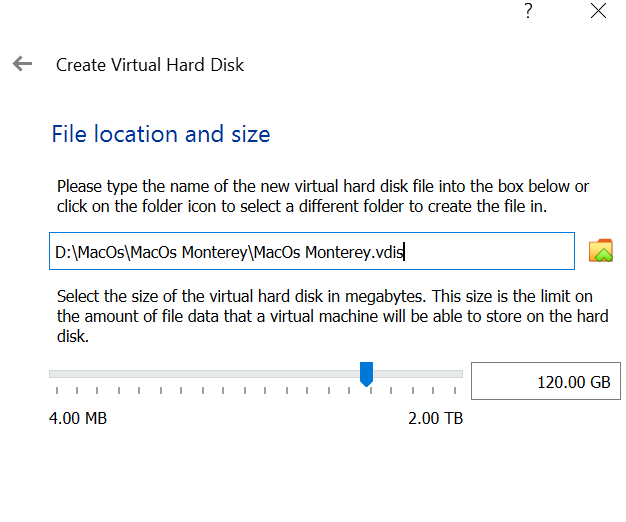 ?
Create Virtual Hard Disk
File location and size
Please type the name of the new virtual hard disk file into the box below or
click on the folder icon to select a different folder to create the file in.
D:\MacOs\MacOs Monterey\MacOs Monterey.vdis
Select the size of the virtual hard disk in megabytes. This size is the limit on
the amount of file data that a virtual machine will be able to store on the hard
disk.
120.00 GB
4.00 MB 2.00 TB